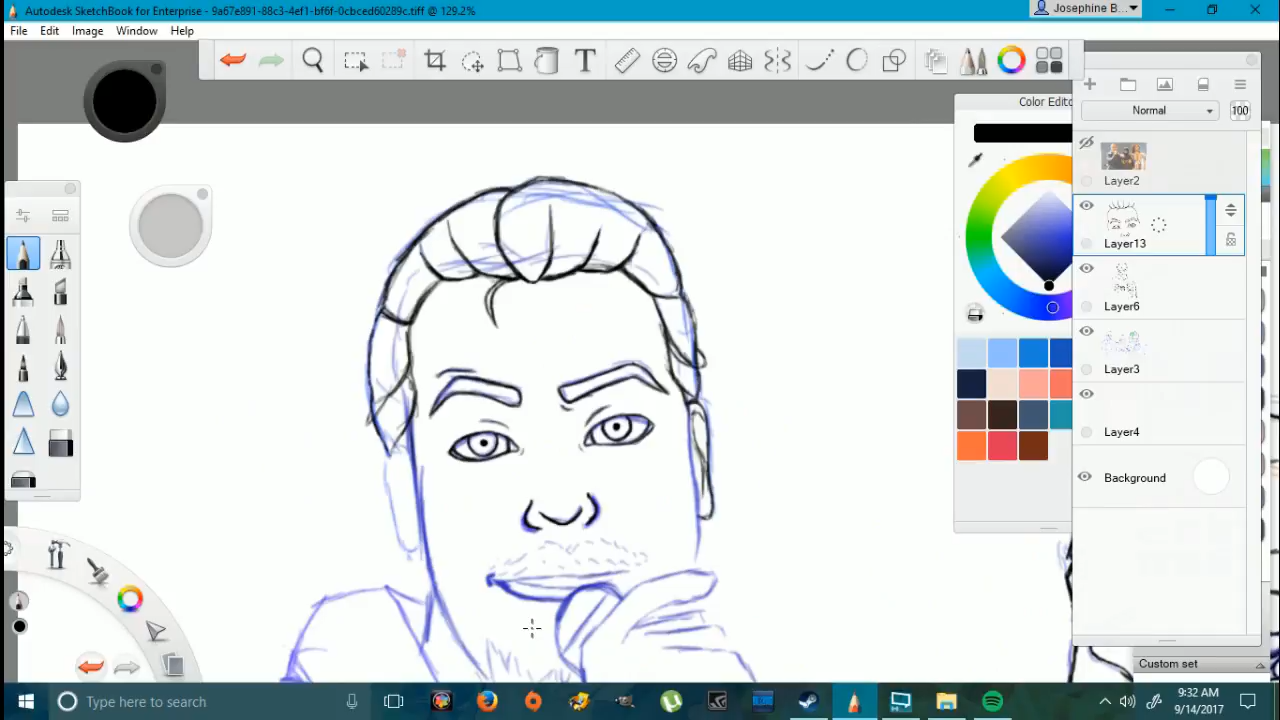 Autodesk SketchBook for Enterprise - 9a67e891-88c3-4ef1-bf6f-0cbced60289c.tiff @ 129.2%
Josephine B...
File Edit Image Window Help
T
Color Edito
Normal
100
Layer2
Layer13
Layer6
Layer3
Layer4
Background
Custom set
Type here to search
9:32 AM
9/14/2017